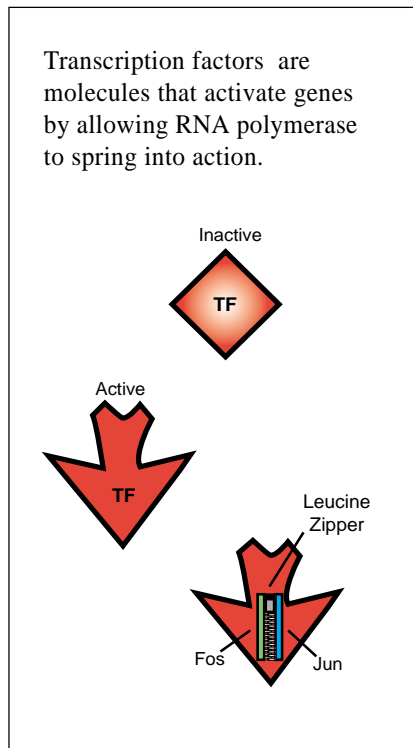 Transcription factors are
molecules that activate genes
by allowing RNA polymerase
to spring into action.
Inactive
TF
Active
TF
Leucine
Zipper
Fos
Jun